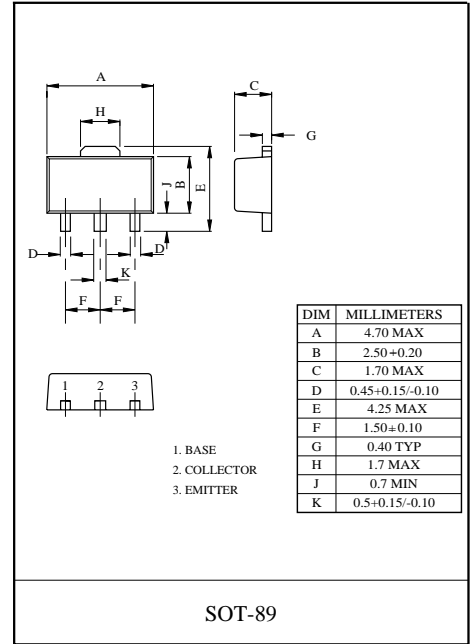 A
H
C
G
J
B
E
D
D
K
F
F
1 2 3
1. BASE
2. COLLECTOR
3. EMITTER
DIM MILLIMETERS
A 4.70 MAX
B 2.50+0.20
C 1.70 MAX
D 0.45+0.15/-0.10
E 4.25 MAX
F 1.50±0.10
G 0.40 TYP
H 1.7 MAX
J 0.7 MIN
K 0.5+0.15/-0.10
SOT-89